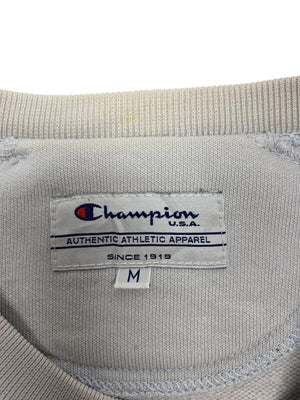 Champion
U.S.A.
AUTHENTIC ATHLETIC APPAREL
SINCE 1919
M